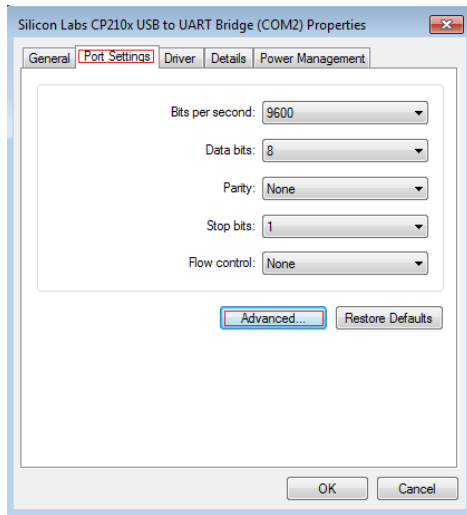 Silicon Labs CP210x USB to UART Bridge (COM2) Properties
General Port Settings Driver Details Power Management
Bits per second: 9600
Data bits: 8
Parity: None
Stop bits: 1
Flow control: None
Advanced... Restore Defaults
OK Cancel